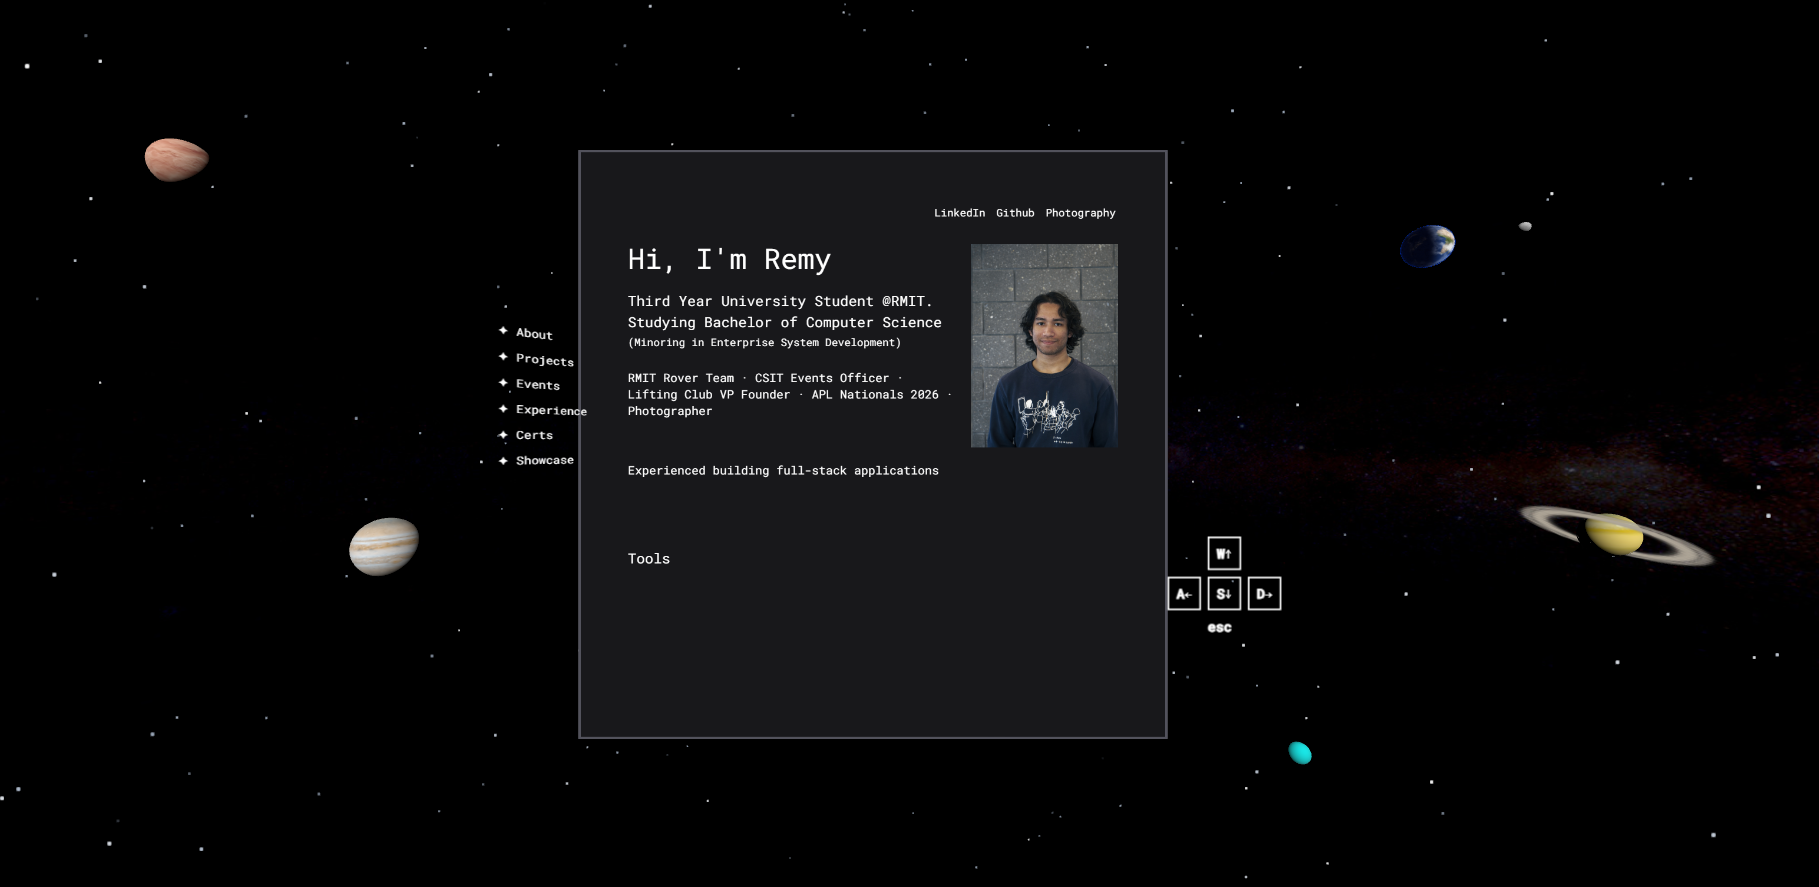 LinkedIn Github Photography
Hi, I'm Remy
Third Year University Student @RMIT.
Studying Bachelor of Computer Science
(Minoring in Enterprise System Development)
RMIT Rover Team · CSIT Events Officer ·
Lifting Club VP Founder · APL Nationals 2026 ·
Photographer
Experienced building full-stack applications
Tools
✦ About
✦ Projects
✦ Events
✦ Experience
✦ Certs
✦ Showcase
W↑
A← S↓ D→
esc